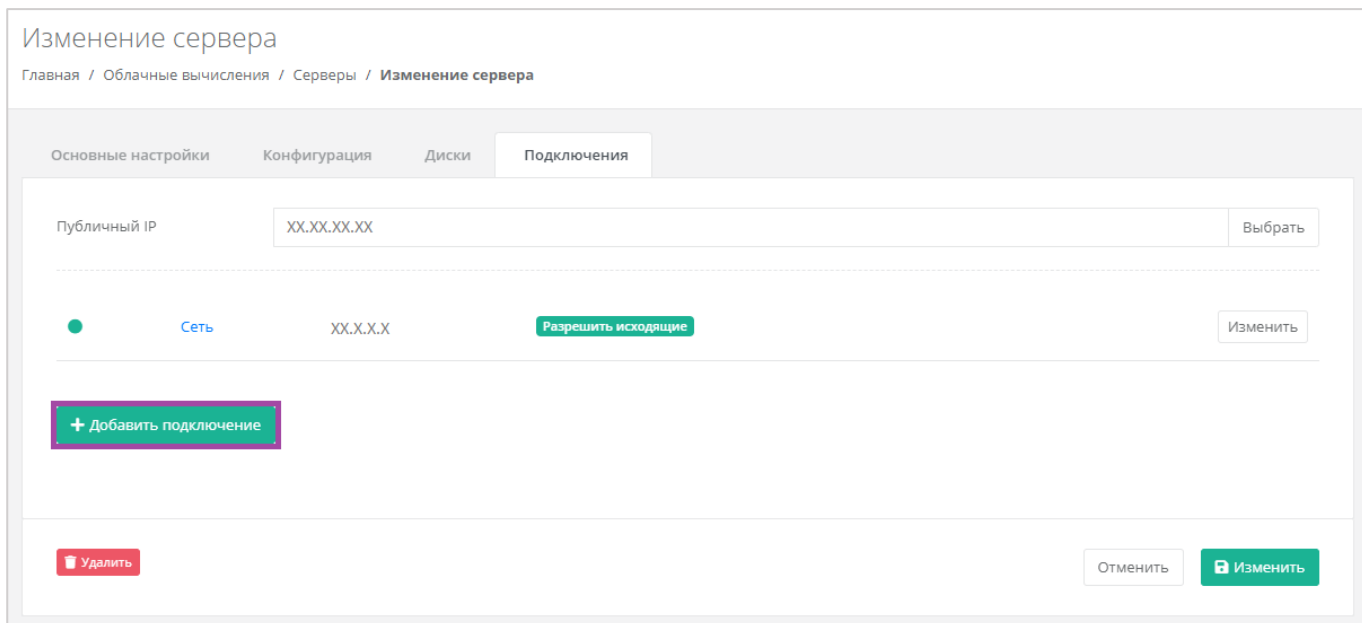 Изменение сервера
Главная / Облачные вычисления / Серверы / Изменение сервера
Основные настройки Конфигурация Диски Подключения
Публичный IP XX.XX.XX.XX Выбрать
Сеть XX.X.X.X Разрешить исходящие Изменить
+ Добавить подключение
Удалить Отменить Изменить